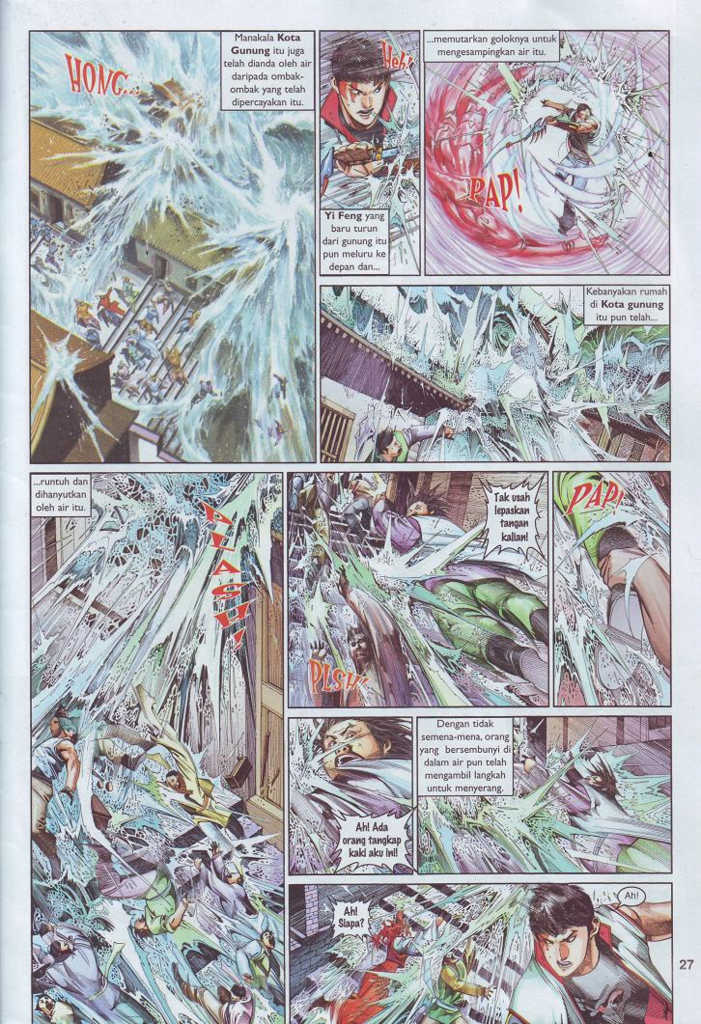 Manakala Kota
Gunung itu juga
telah dianda oleh air
daripada ombak-
ombak yang telah
dipercayakan itu.
HONG...
Heh!
Yi Feng yang
baru turun
dari gunung itu
pun meluru ke
depan dan...
...memutarkan goloknya untuk
mengesampingkan air itu.
PAP!
Kebanyakan rumah
di Kota gunung
itu pun telah...
...runtuh dan
dihanyutkan
oleh air itu.
PLASH!!
Tak usah
lepaskan
tangan
kalian!
PLSH!
PAP!
Ah! Ada
orang tangkap
kaki aku ini!!
Dengan tidak
semena-mena, orang
yang bersembunyi di
dalam air pun telah
mengambil langkah
untuk menyerang.
Ah!
Siapa?
Ah!
27